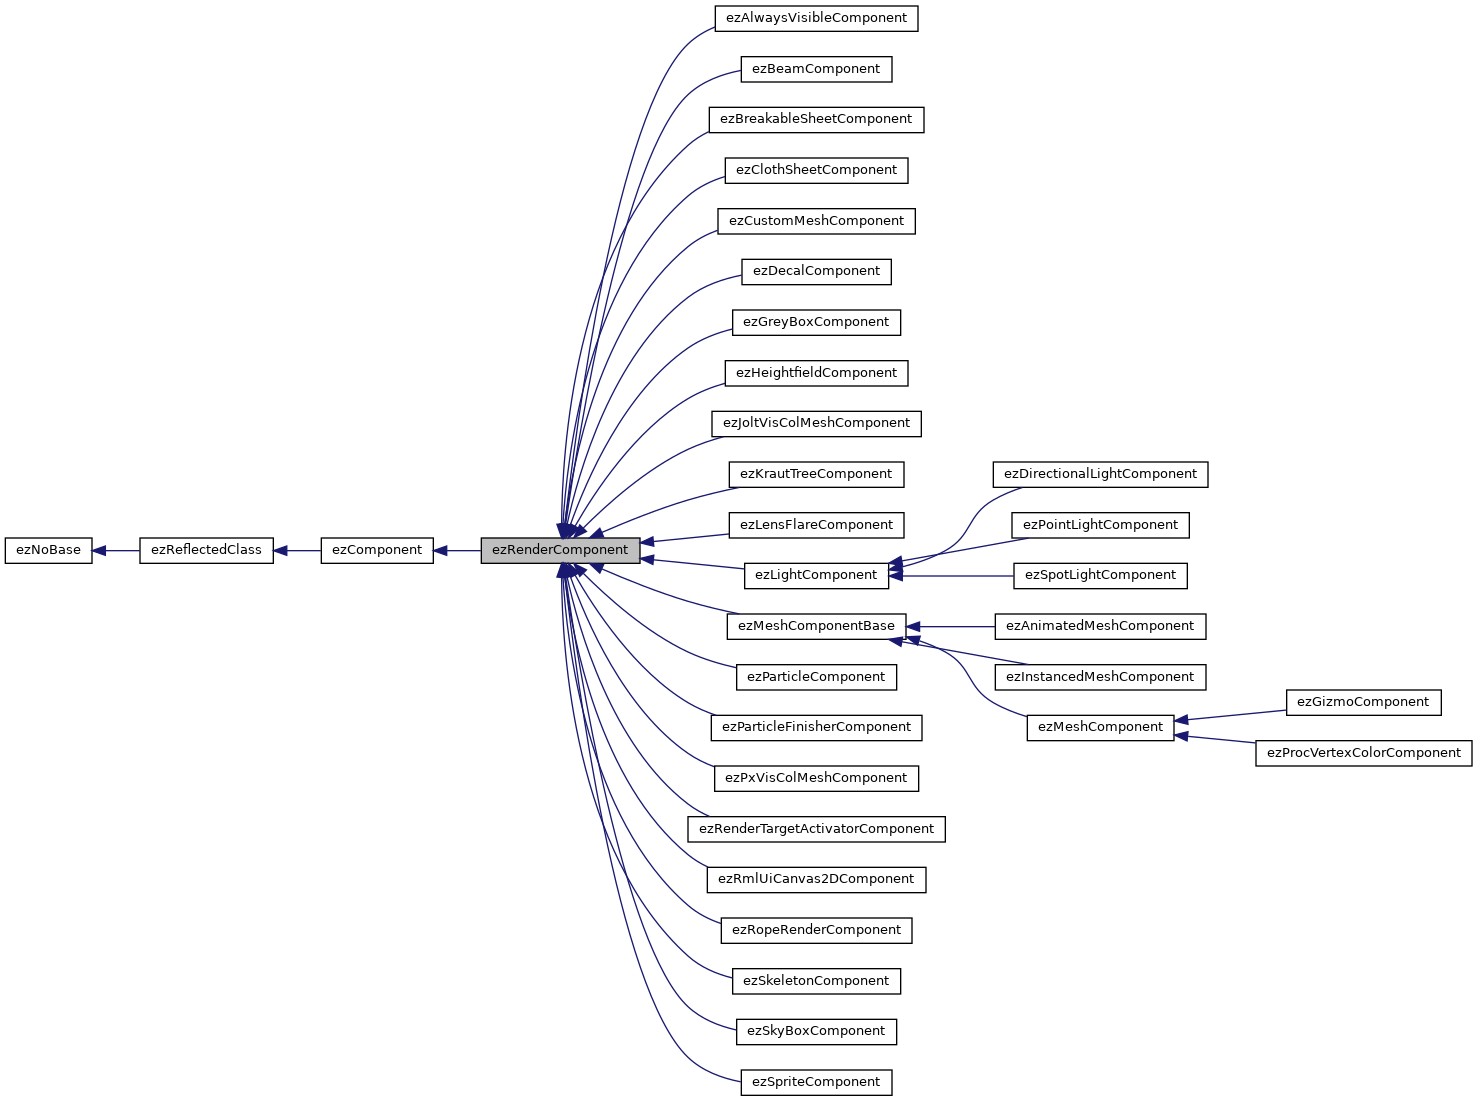 ezAlwaysVisibleComponent
ezBeamComponent
ezBreakableSheetComponent
ezClothSheetComponent
ezCustomMeshComponent
ezDecalComponent
ezGreyBoxComponent
ezHeightfieldComponent
ezJoltVisColMeshComponent
ezKrautTreeComponent
ezDirectionalLightComponent
ezLensFlareComponent
ezPointLightComponent
ezNoBase
ezReflectedClass
ezComponent
ezRenderComponent
ezLightComponent
ezSpotLightComponent
ezMeshComponentBase
ezAnimatedMeshComponent
ezParticleComponent
ezInstancedMeshComponent
ezGizmoComponent
ezParticleFinisherComponent
ezMeshComponent
ezProcVertexColorComponent
ezPxVisColMeshComponent
ezRenderTargetActivatorComponent
ezRmlUiCanvas2DComponent
ezRopeRenderComponent
ezSkeletonComponent
ezSkyBoxComponent
ezSpriteComponent